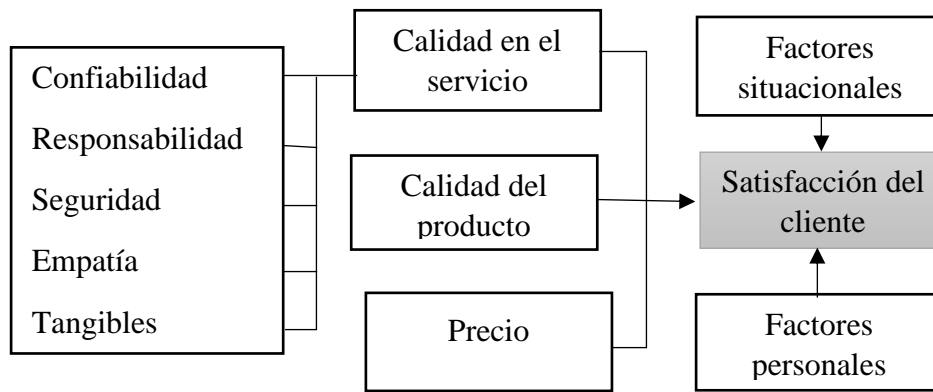 Confiabilidad
Responsabilidad
Seguridad
Empatía
Tangibles
Calidad en el
servicio
Calidad del
producto
Precio
Factores
situacionales
Satisfacción del
cliente
Factores
personales